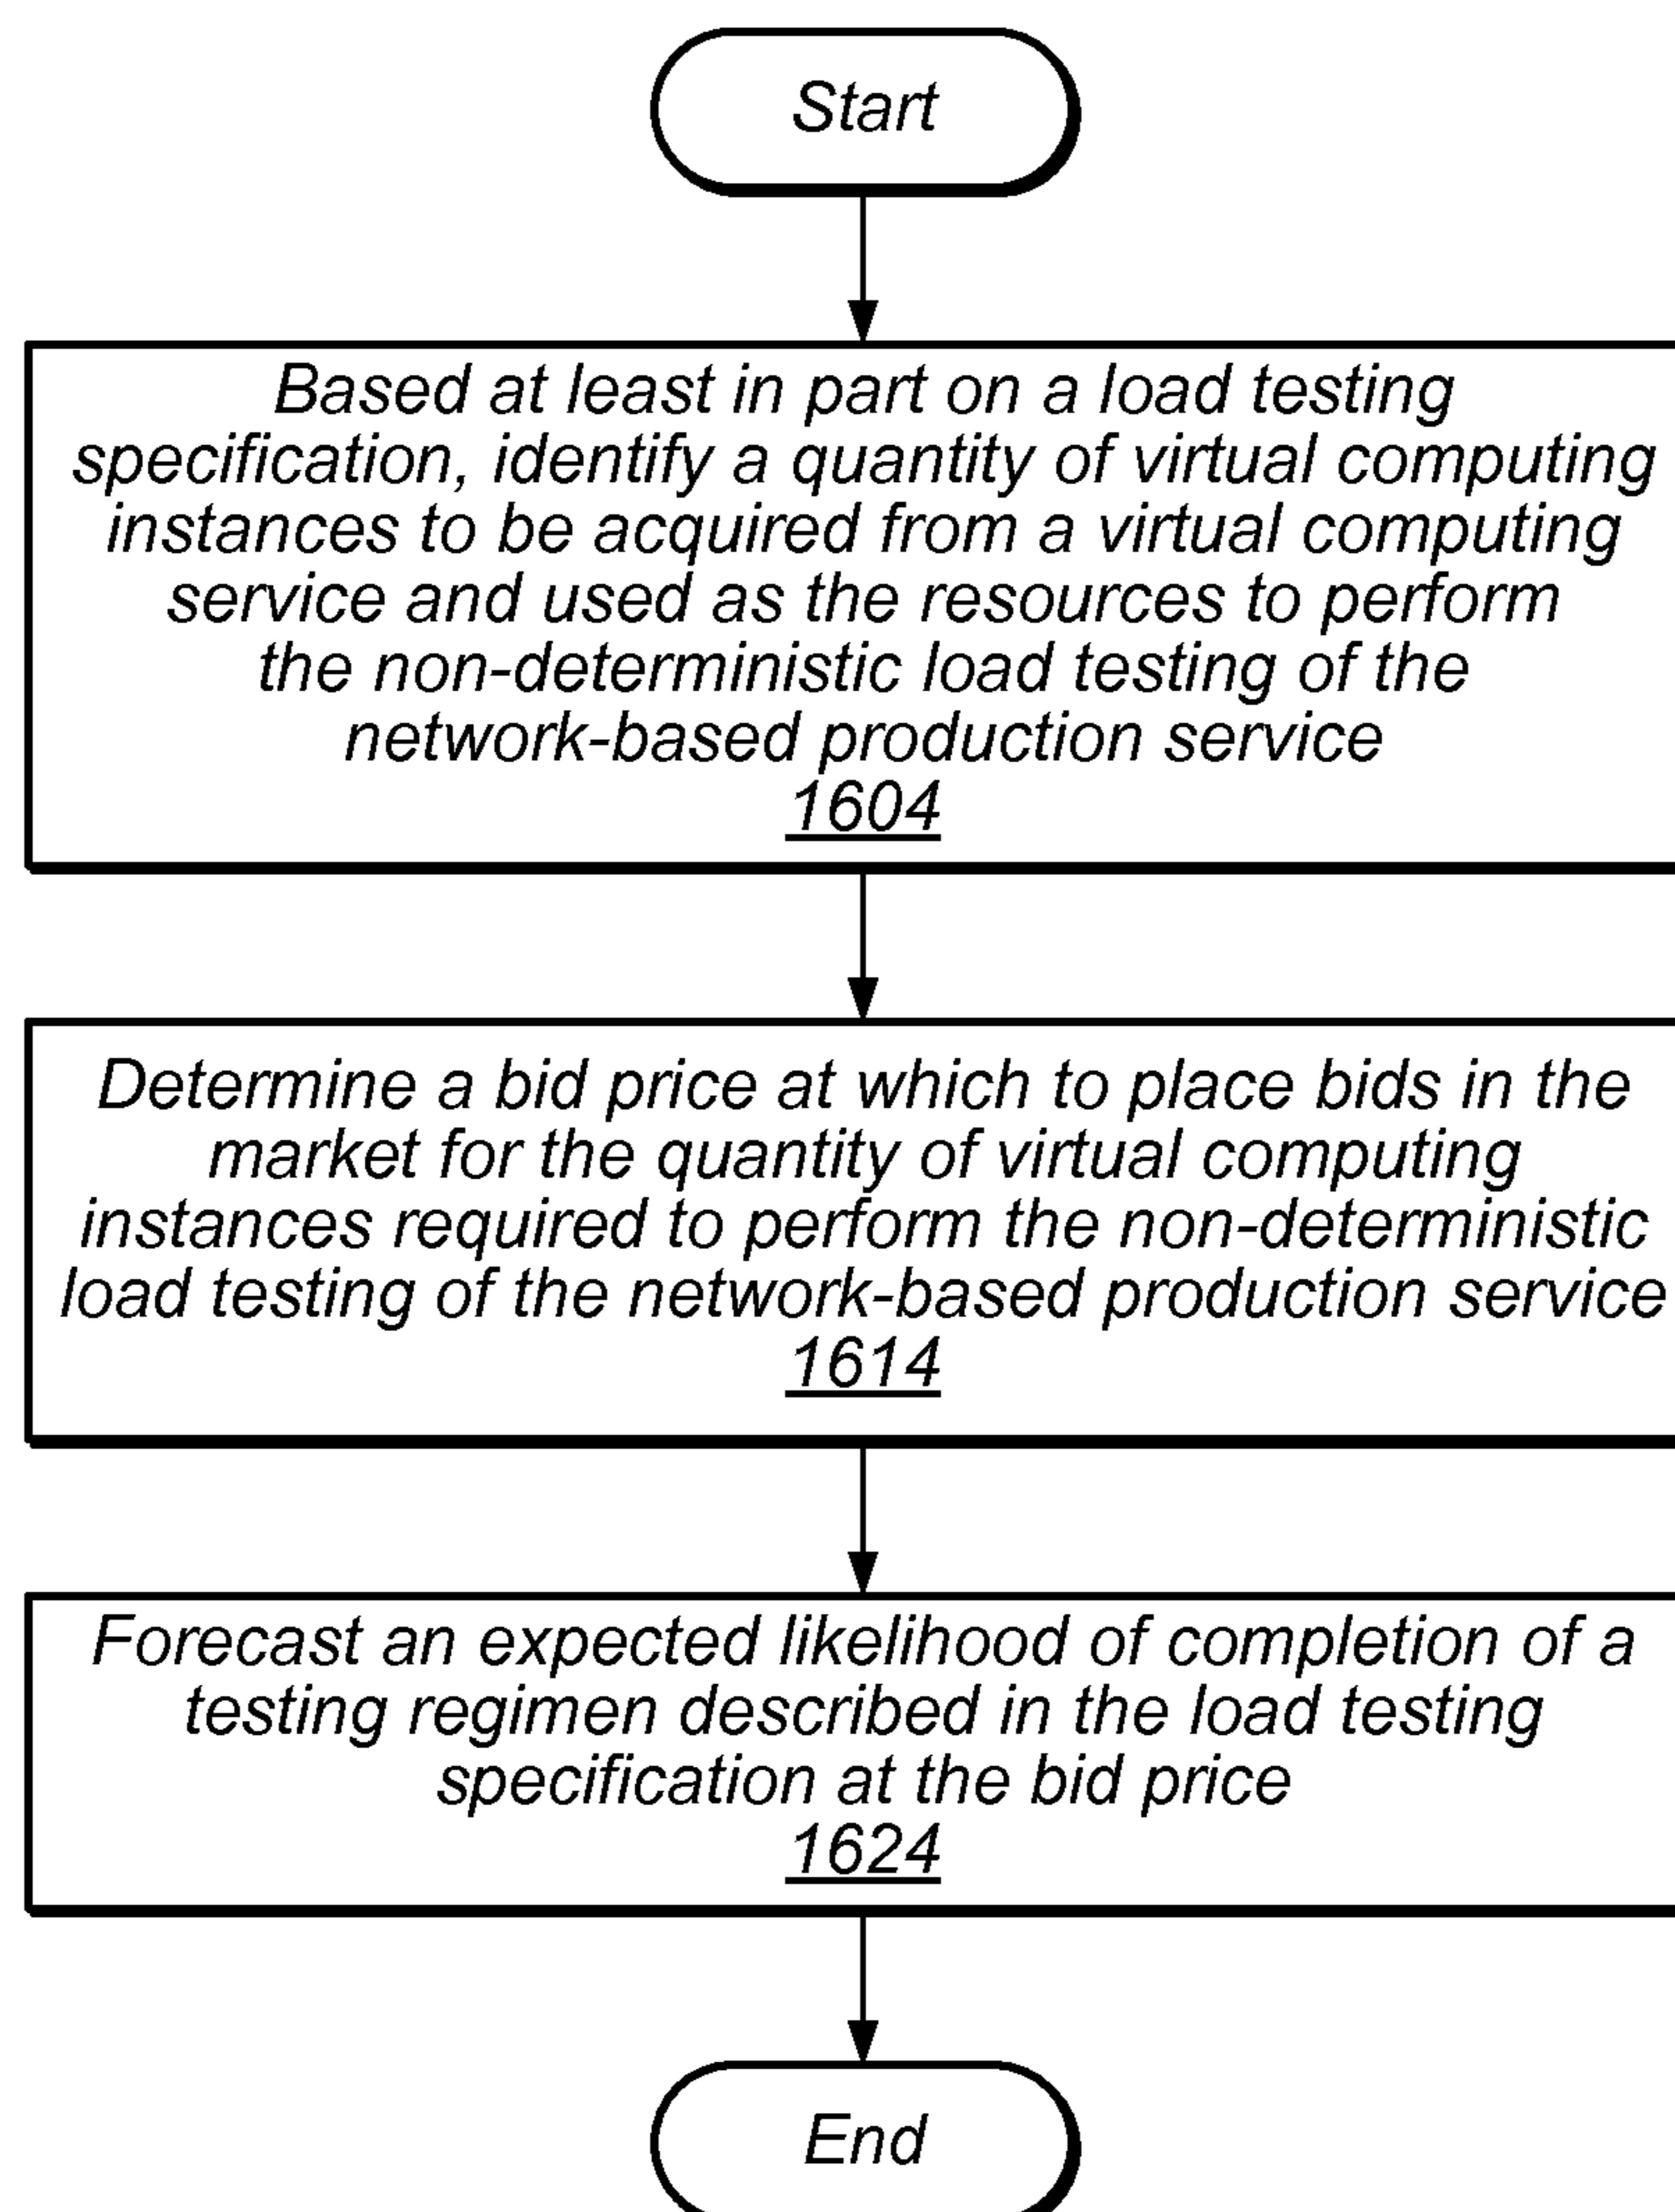 Start
Based at least in part on a load testing
specification, identify a quantity of virtual computing
instances to be acquired from a virtual computing
service and used as the resources to perform
the non-deterministic load testing of the
network-based production service
1604
Determine a bid price at which to place bids in the
market for the quantity of virtual computing
instances required to perform the non-deterministic
load testing of the network-based production service
1614
Forecast an expected likelihood of completion of a
testing regimen described in the load testing
specification at the bid price
1624
End